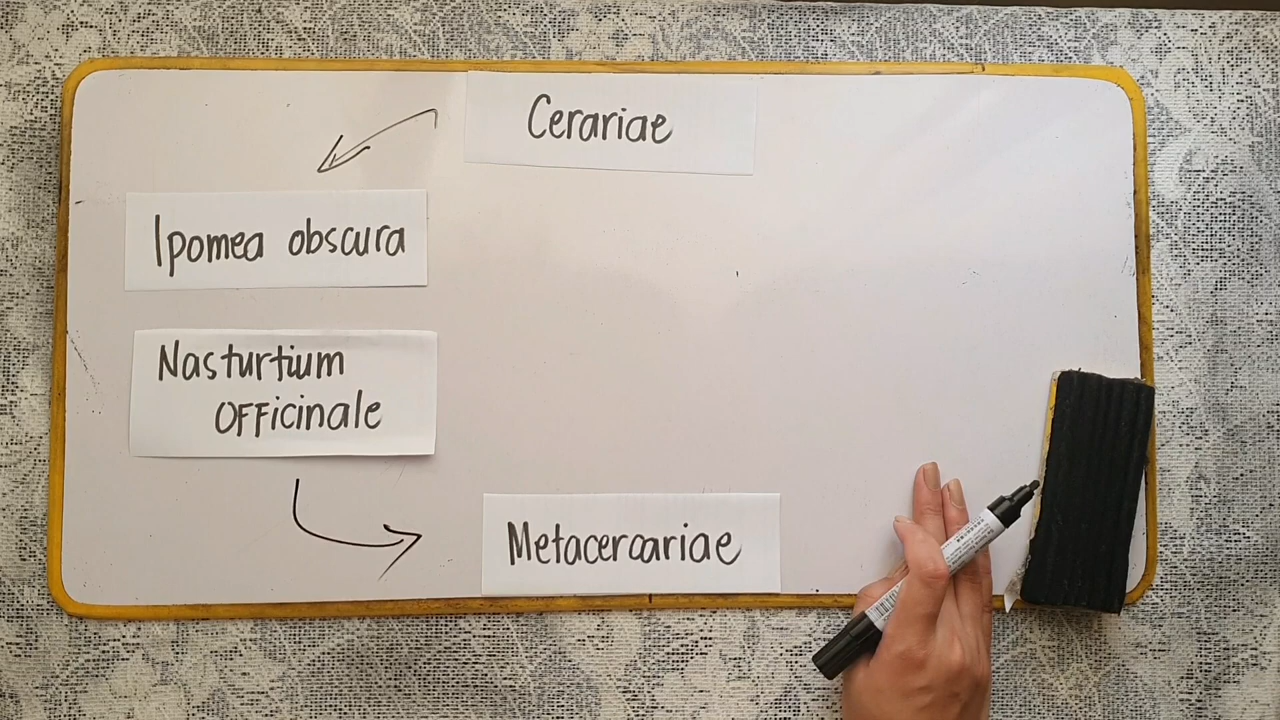 Cerariae
Ipomea obscura
Nasturtium
OFFicinale
Metacercariae